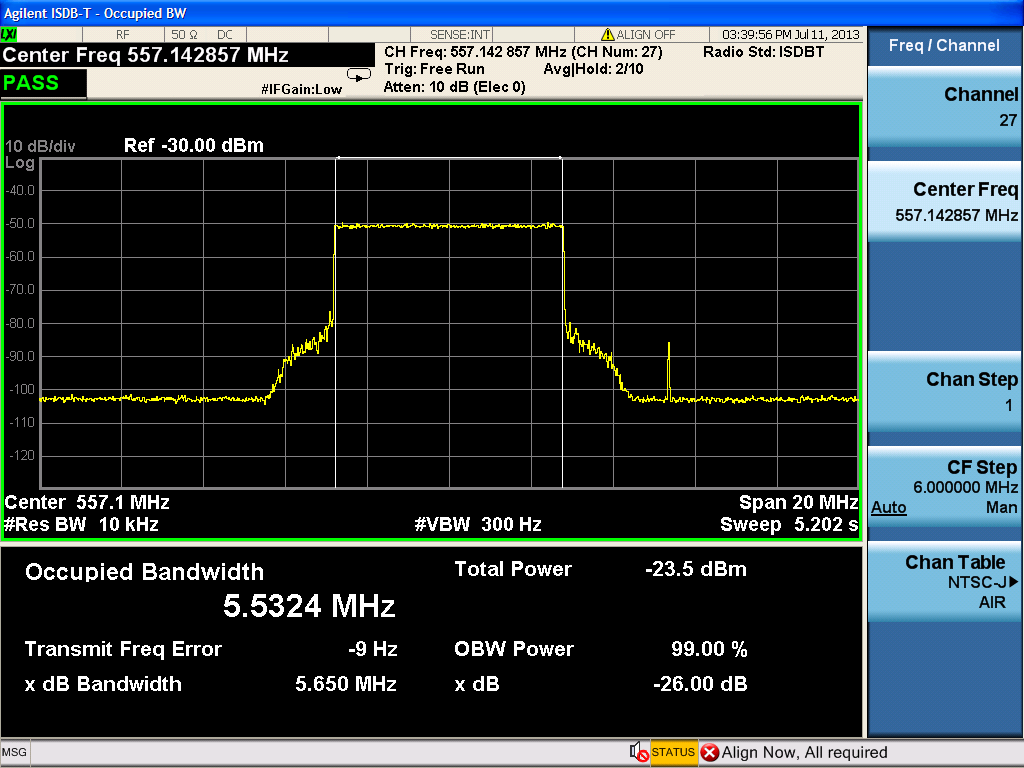 Agilent ISDB-T - Occupied BW
LXI RF 50 Ω DC SENSE:INT ALIGN OFF 03:39:56 PM Jul 11, 2013
Center Freq 557.142857 MHz
CH Freq: 557.142 857 MHz (CH Num: 27) Radio Std: ISDBT
Trig: Free Run Avg|Hold: 2/10
PASS
#IFGain:Low Atten: 10 dB (Elec 0)
10 dB/div Ref -30.00 dBm
Log
-40.0
-50.0
-60.0
-70.0
-80.0
-90.0
-100
-110
-120
Center 557.1 MHz Span 20 MHz
#Res BW 10 kHz #VBW 300 Hz Sweep 5.202 s
Occupied Bandwidth Total Power -23.5 dBm
5.5324 MHz
Transmit Freq Error -9 Hz OBW Power 99.00 %
x dB Bandwidth 5.650 MHz x dB -26.00 dB
Freq / Channel
Channel
27
Center Freq
557.142857 MHz
Chan Step
1
CF Step
6.000000 MHz
Auto Man
Chan Table
NTSC-J
AIR
MSG STATUS Align Now, All required